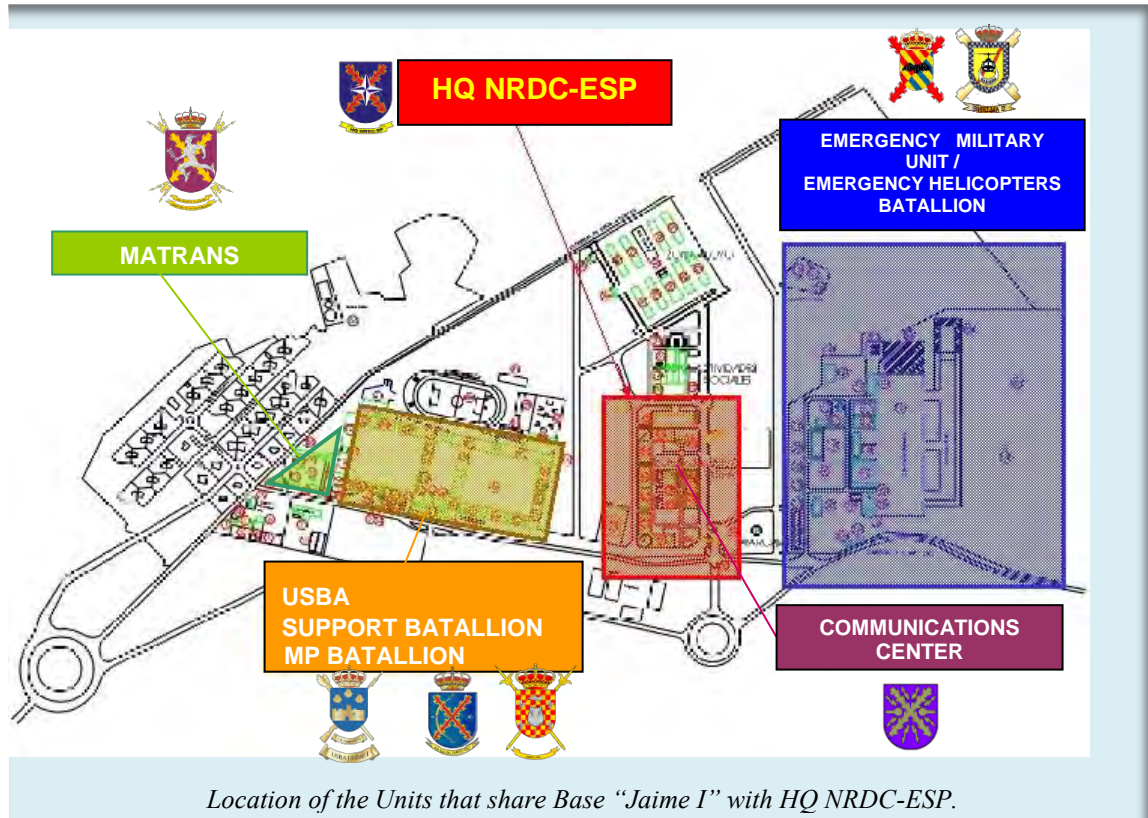 HQ NRDC-ESP
EMERGENCY MILITARY
UNIT /
EMERGENCY HELICOPTERS
BATALLION
MATRANS
SOCIALES
USBA
SUPPORT BATALLION
MP BATALLION
COMMUNICATIONS
CENTER
Location of the Units that share Base “Jaime I” with HQ NRDC-ESP.